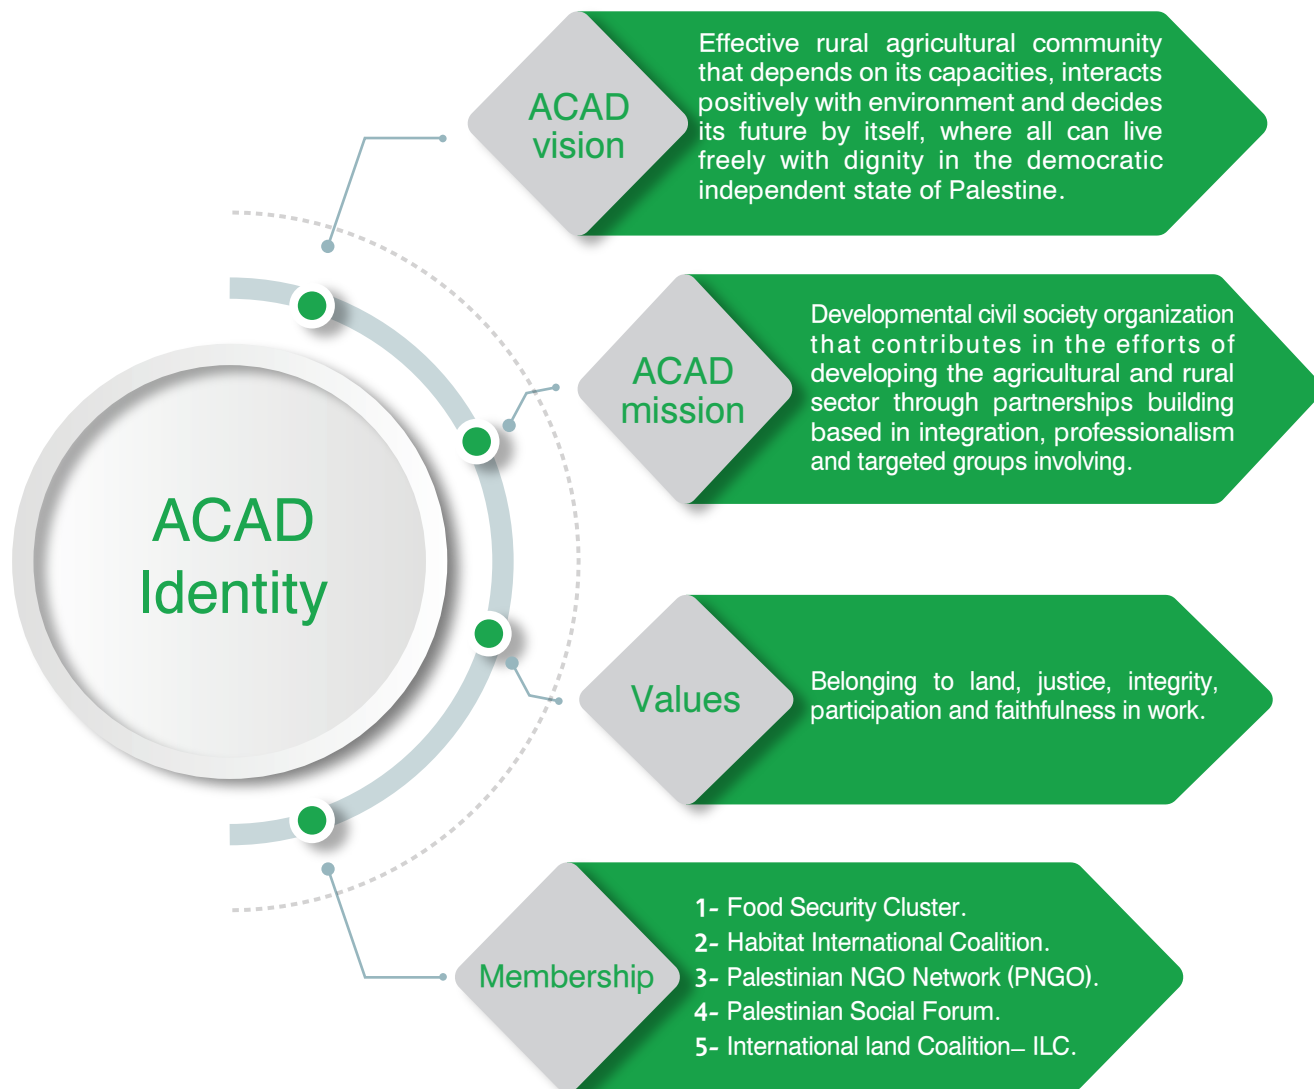 ACAD
Identity
ACAD
vision
Effective rural agricultural community
that depends on its capacities, interacts
positively with environment and decides
its future by itself, where all can live
freely with dignity in the democratic
independent state of Palestine.
ACAD
mission
Developmental civil society organization
that contributes in the efforts of
developing the agricultural and rural
sector through partnerships building
based in integration, professionalism
and targeted groups involving.
Values
Belonging to land, justice, integrity,
participation and faithfulness in work.
Membership
1- Food Security Cluster.
2- Habitat International Coalition.
3- Palestinian NGO Network (PNGO).
4- Palestinian Social Forum.
5- International land Coalition– ILC.